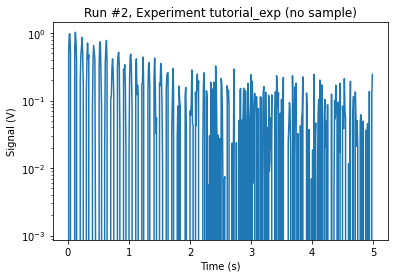 Run #2, Experiment tutorial_exp (no sample)
Signal (V)
10⁰
10⁻¹
10⁻²
10⁻³
0 1 2 3 4 5
Time (s)